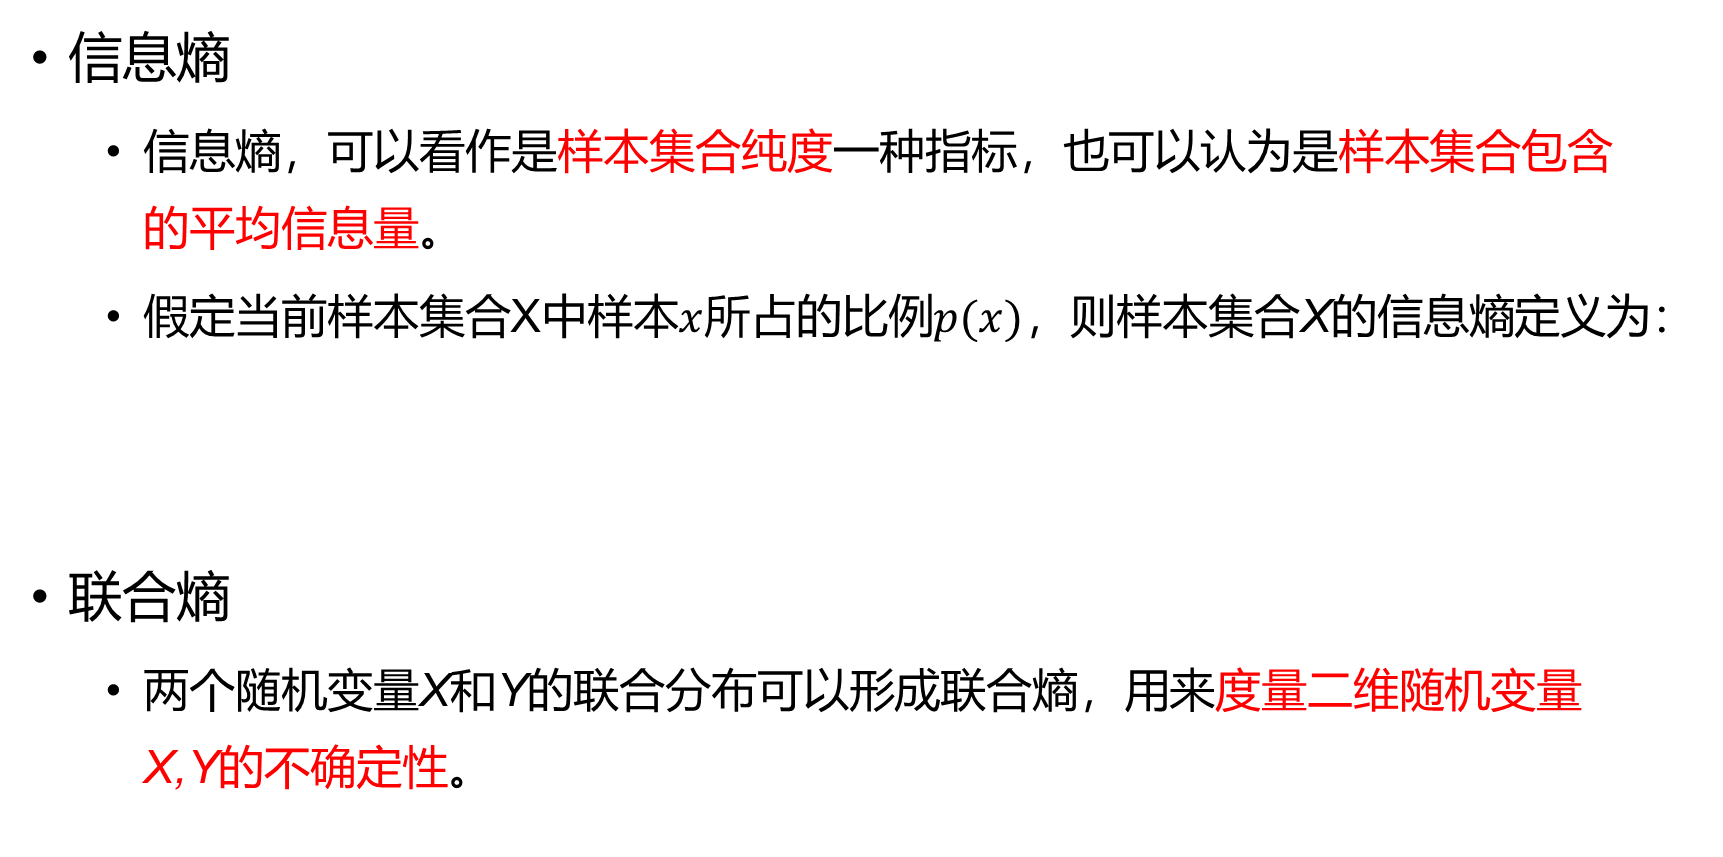 • 信息熵
• 信息熵，可以看作是样本集合纯度一种指标，也可以认为是样本集合包含
的平均信息量。
• 假定当前样本集合X中样本x所占的比例p(x)，则样本集合X的信息熵定义为：
• 联合熵
• 两个随机变量X和Y的联合分布可以形成联合熵，用来度量二维随机变量
X,Y的不确定性。